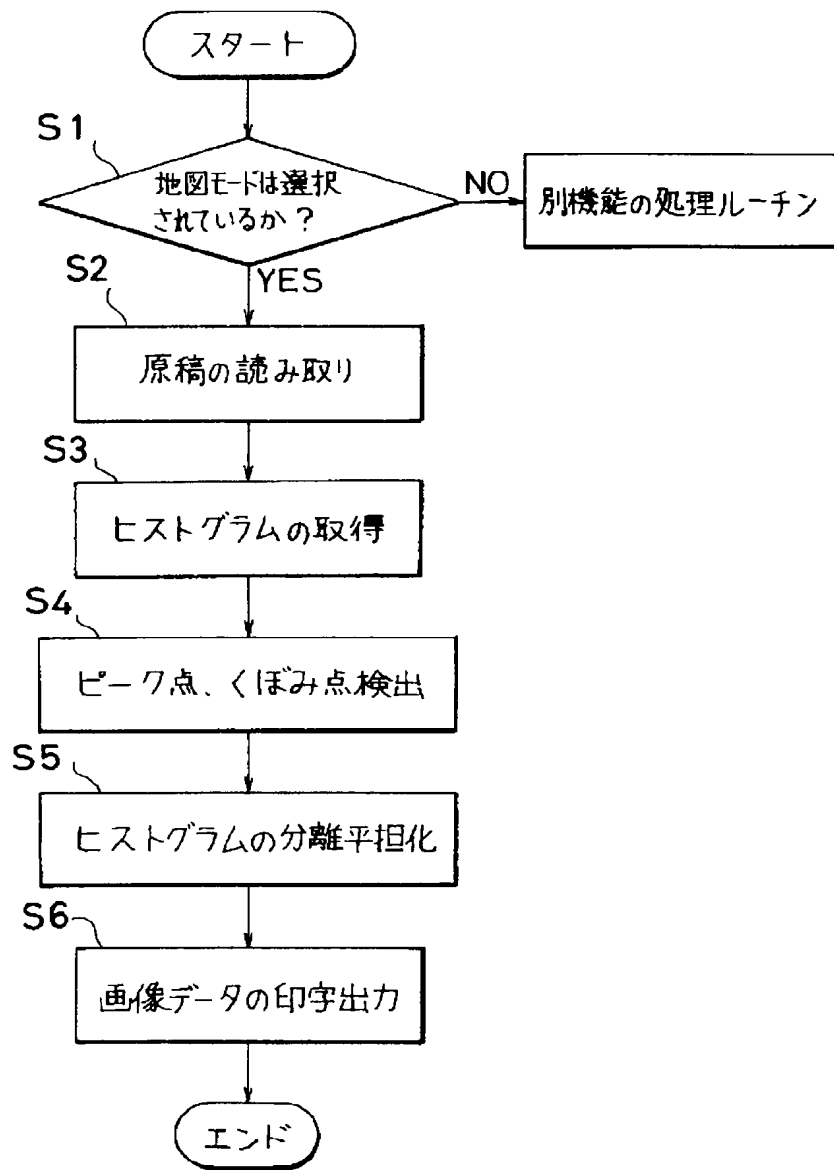 スタート
S1
地図モードは選択
されているか?
NO
別機能の処理ルーチン
YES
S2
原稿の読み取り
S3
ヒストグラムの取得
S4
ピーク点、くぼみ点検出
S5
ヒストグラムの分離平担化
S6
画像データの印字出力
エンド